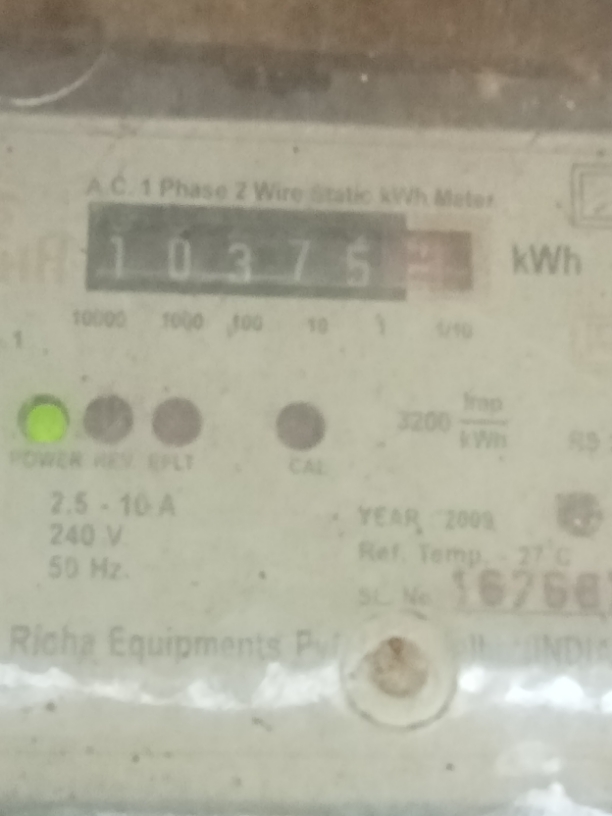 A.C. 1 Phase 2 Wire Static kWh Meter
1 0 3 7 5 kWh
10000 1000 100 10 1 1/10
1
3200 Imp/kWh
POWER REV. EFLT CAL
2.5 - 10 A
240 V
50 Hz.
YEAR 2009
Ref. Temp. - 27°C
SL. No.
Richa Equipments